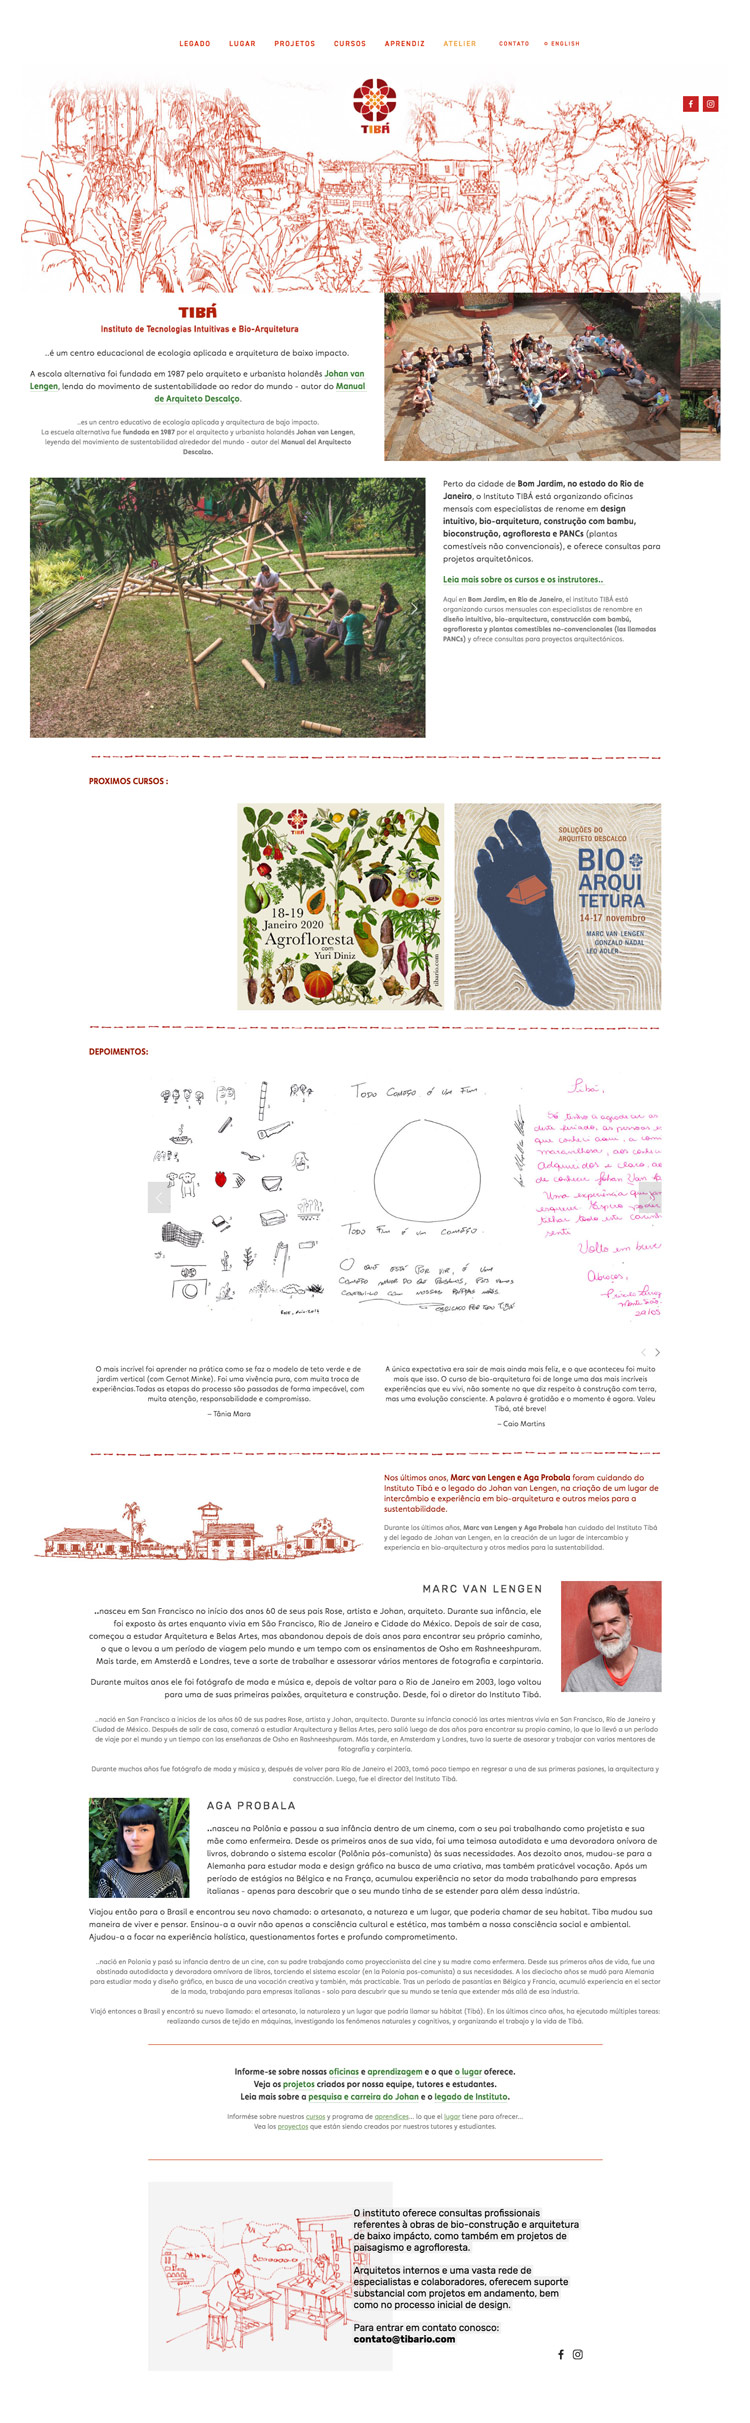 LEGADO LUGAR PROJETOS CURSOS APRENDIZ ATELIER CONTATO O ENGLISH
TIBÁ
TIBÁ
Instituto de Tecnologias Intuitivas e Bio-Arquitetura
..é um centro educacional de ecologia aplicada e arquitetura de baixo impacto.
A escola alternativa foi fundada em 1987 pelo arquiteto e urbanista holandês Johan van
Lengen, lenda do movimento de sustentabilidade ao redor do mundo - autor do Manual
de Arquiteto Descalço.
..es un centro educativo de ecologia aplicada y arquitectura de bajo impacto.
La escuela alternativa fue fundada en 1987 por el arquitecto y urbanista holandés Johan van Lengen,
leyenda del movimiento de sustentabilidad alrededor del mundo - autor del Manual del Arquitecto
Descalzo.
Perto da cidade de Bom Jardim, no estado do Rio de
Janeiro, o Instituto TIBÁ está organizando oficinas
mensais com especialistas de renome em design
intuitivo, bio-arquitetura, construção com bambu,
bioconstrução, agrofloresta e PANCs (plantas
comestíveis não convencionais), e oferece consultas para
projetos arquitetônicos.
Leia mais sobre os cursos e os instrutores..
Aqui en Bom Jardim, en Rio de Janeiro, el instituto TIBÁ está
organizando cursos mensuales con especialistas de renombre en
diseño intuitivo, bio-arquitectura, construcción com bambú,
agrofloresta y plantas comestibles no-convencionales (las llamadas
PANCs) y ofrece consultas para proyectos arquitectónicos.
PROXIMOS CURSOS :
TIBÁ
18-19
Janeiro 2020
Agrofloresta
com
Yuri Diniz
tibario.com
SOLUÇÕES DO
ARQUITETO DESCALÇO
BIO
ARQUI
TETURA
14-17 novembro
MARC VAN LENGEN
GONZALO NADAL
LEO ADLER
DEPOIMENTOS:
TODO COMEÇO É UM FIM.
TODO FIM É UM COMEÇO.
O QUE ESTÁ POR VIR, É UM
COMEÇO MAIOR DO QUE
CONSTRUÍ-LO COM NOSSAS PRÓPRIAS MÃOS.
OBRIGADO POR TUDO TIBÁ
Tibá,
Só tenho a agradecer as
deste feriado, as pessoas e
que conheci aqui, a comi
maravilhosa, aos conheci
Adquiridos e claro, ao
de conhecer Johan Van
Uma experiência que
esquecer
tilhar tudo este
sente
Volto em breve
Abraços,
O mais incrível foi aprender na prática como se faz o modelo de teto verde e de
jardim vertical (com Gernot Minke). Foi uma vivência pura, com muita troca de
experiências.Todas as etapas do processo são passadas de forma impecável, com
muita atenção, responsabilidade e compromisso.
– Tânia Mara
A única expectativa era sair de mais ainda mais feliz, e o que aconteceu foi muito
mais que isso. O curso de bio-arquitetura foi de longe uma das mais incríveis
experiências que eu vivi, não somente no que diz respeito à construção com terra,
mas uma evolução consciente. A palavra é gratidão e o momento é agora. Valeu
Tibá, até breve!
– Caio Martins
Nos últimos anos, Marc van Lengen e Aga Probala foram cuidando do
Instituto Tibá e o legado do Johan van Lengen, na criação de um lugar de
intercâmbio e experiência em bio-arquitetura e outros meios para a
sustentabilidade.
Durante los últimos años, Marc van Lengen y Aga Probala han cuidado del Instituto Tibá
y del legado de Johan van Lengen, en la creación de un lugar de intercambio y
experiencia en bio-arquitectura y otros medios para la sustentabilidad.
MARC VAN LENGEN
..nasceu em San Francisco no início dos anos 60 de seus pais Rose, artista e Johan, arquiteto. Durante sua infância, ele
foi exposto às artes enquanto vivia em São Francisco, Rio de Janeiro e Cidade do México. Depois de sair de casa,
começou a estudar Arquitetura e Belas Artes, mas abandonou depois de dois anos para encontrar seu próprio caminho,
o que o levou a um período de viagem pelo mundo e um tempo com os ensinamentos de Osho em Rashneeshpuram.
Mais tarde, em Amsterdã e Londres, teve a sorte de trabalhar e assessorar vários mentores de fotografia e carpintaria.
Durante muitos anos ele foi fotógrafo de moda e música e, depois de voltar para o Rio de Janeiro em 2003, logo voltou
para uma de suas primeiras paixões, arquitetura e construção. Desde, foi o diretor do Instituto Tibá.
..nació en San Francisco a inicios de los años 60 de sus padres Rose, artista y Johan, arquitecto. Durante su infancia conoció las artes mientras vivía en San Francisco, Rio de Janeiro y
Ciudad de México. Después de salir de casa, comenzó a estudiar Arquitectura y Bellas Artes, pero salió luego de dos años para encontrar su propio camino, lo que lo llevó a un período
de viaje por el mundo y un tiempo con las enseñanzas de Osho en Rashneeshpuram. Más tarde, en Amsterdam y Londres, tuvo la suerte de asesorar y trabajar con varios mentores de
fotografía y carpintería.
Durante muchos años fue fotógrafo de moda y música y, después de volver para Rio de Janeiro el 2003, tomó poco tiempo en regresar a una de sus primeras pasiones, la arquitectura y
construcción. Luego, fue el director del Instituto Tibá.
AGA PROBALA
..nasceu na Polônia e passou a sua infância dentro de um cinema, com o seu pai trabalhando como projetista e sua
mãe como enfermeira. Desde os primeiros anos de sua vida, foi uma teimosa autodidata e uma devoradora onívora de
livros, dobrando o sistema escolar (Polônia pós-comunista) às suas necessidades. Aos dezoito anos, mudou-se para a
Alemanha para estudar moda e design gráfico na busca de uma criativa, mas também praticável vocação. Após um
período de estágios na Bélgica e na França, acumulou experiência no setor da moda trabalhando para empresas
italianas - apenas para descobrir que o seu mundo tinha de se estender para além dessa indústria.
Viajou então para o Brasil e encontrou seu novo chamado: o artesanato, a natureza e um lugar, que poderia chamar de seu habitat. Tiba mudou sua
maneira de viver e pensar. Ensinou-a a ouvir não apenas a consciência cultural e estética, mas também a nossa consciência social e ambiental.
Ajudou-a a focar na experiência holística, questionamentos fortes e profundo comprometimento.
..nació en Polonia y pasó su infancia dentro de un cine, con su padre trabajando como proyeccionista del cine y su madre como enfermera. Desde sus primeros años de vida, fue una
obstinada autodidacta y devoradora omnívora de libros, torciendo el sistema escolar (en la Polonia pos-comunista) a sus necesidades. A los dieciocho años se mudó para Alemania
para estudiar moda y diseño gráfico, en busca de una vocación creativa y también, más practicable. Tras un período de pasantías en Bélgica y Francia, acumuló experiencia en el sector
de la moda, trabajando para empresas italianas - solo para descubrir que su mundo se tenía que extender más allá de esa industria.
Viajó entonces a Brasil y encontró su nuevo llamado: el artesanato, la naturaleza y un lugar que podría llamar su hábitat (Tibá). En los últimos cinco años, ha ejecutado múltiples tareas:
realizando cursos de tejido en máquinas, investigando los fenómenos naturales y cognitivos, y organizando el trabajo y la vida de Tibá.
Informe-se sobre nossas oficinas e aprendizagem e o que o lugar oferece.
Veja os projetos criados por nossa equipe, tutores e estudantes.
Leia mais sobre a pesquisa e carreira do Johan e o legado de Instituto.
Informése sobre nuestros cursos y programa de aprendices... lo que el lugar tiene para ofrecer...
Vea los proyectos que están siendo creados por nuestros tutores y estudiantes.
O instituto oferece consultas profissionais
referentes à obras de bio-construção e arquitetura
de baixo impácto, como também em projetos de
paisagismo e agrofloresta.
Arquitetos internos e uma vasta rede de
especialistas e colaboradores, oferecem suporte
substancial com projetos em andamento, bem
como no processo inicial de design.
Para entrar em contato conosco:
contato@tibario.com